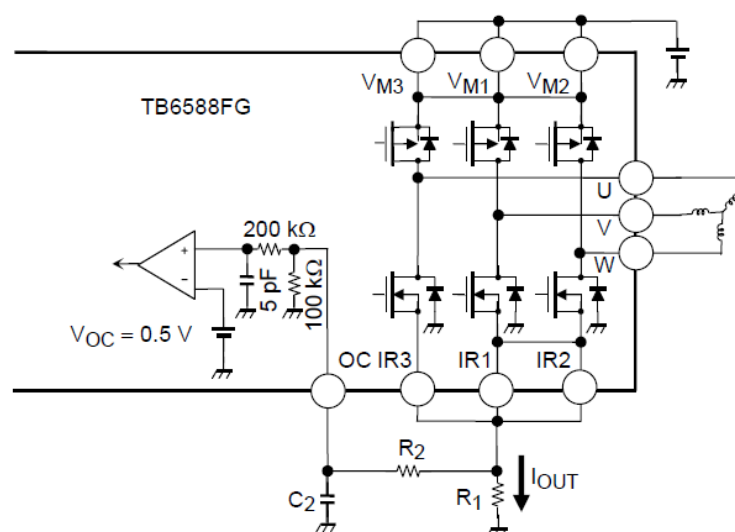 VM3
VM1
VM2
TB6588FG
U
V
W
200 kΩ
+
-
5 pF
100 kΩ
VOC = 0.5 V
OC IR3
IR1
IR2
R2
C2
R1
IOUT